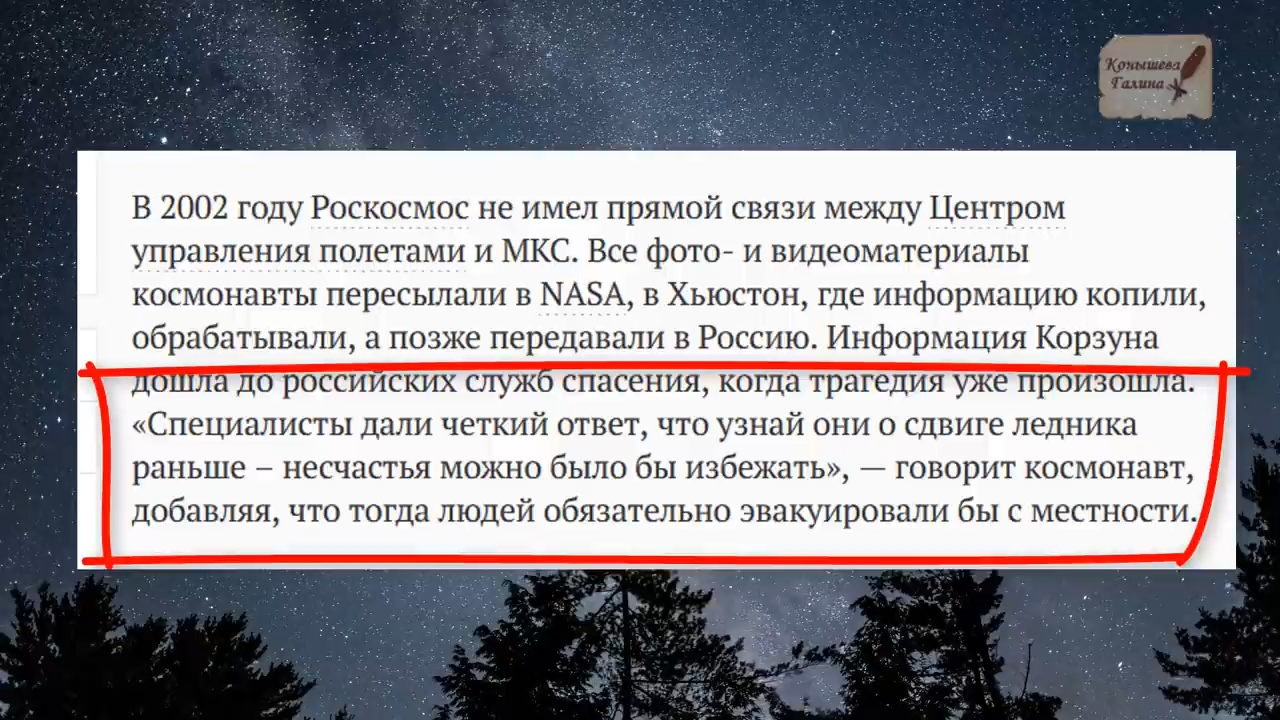 Конышева
Галина
В 2002 году Роскосмос не имел прямой связи между Центром
управления полетами и МКС. Все фото- и видеоматериалы
космонавты пересылали в NASA, в Хьюстон, где информацию копили,
обрабатывали, а позже передавали в Россию. Информация Корзуна
дошла до российских служб спасения, когда трагедия уже произошла.
«Специалисты дали четкий ответ, что узнай они о сдвиге ледника
раньше – несчастья можно было бы избежать», — говорит космонавт,
добавляя, что тогда людей обязательно эвакуировали бы с местности.